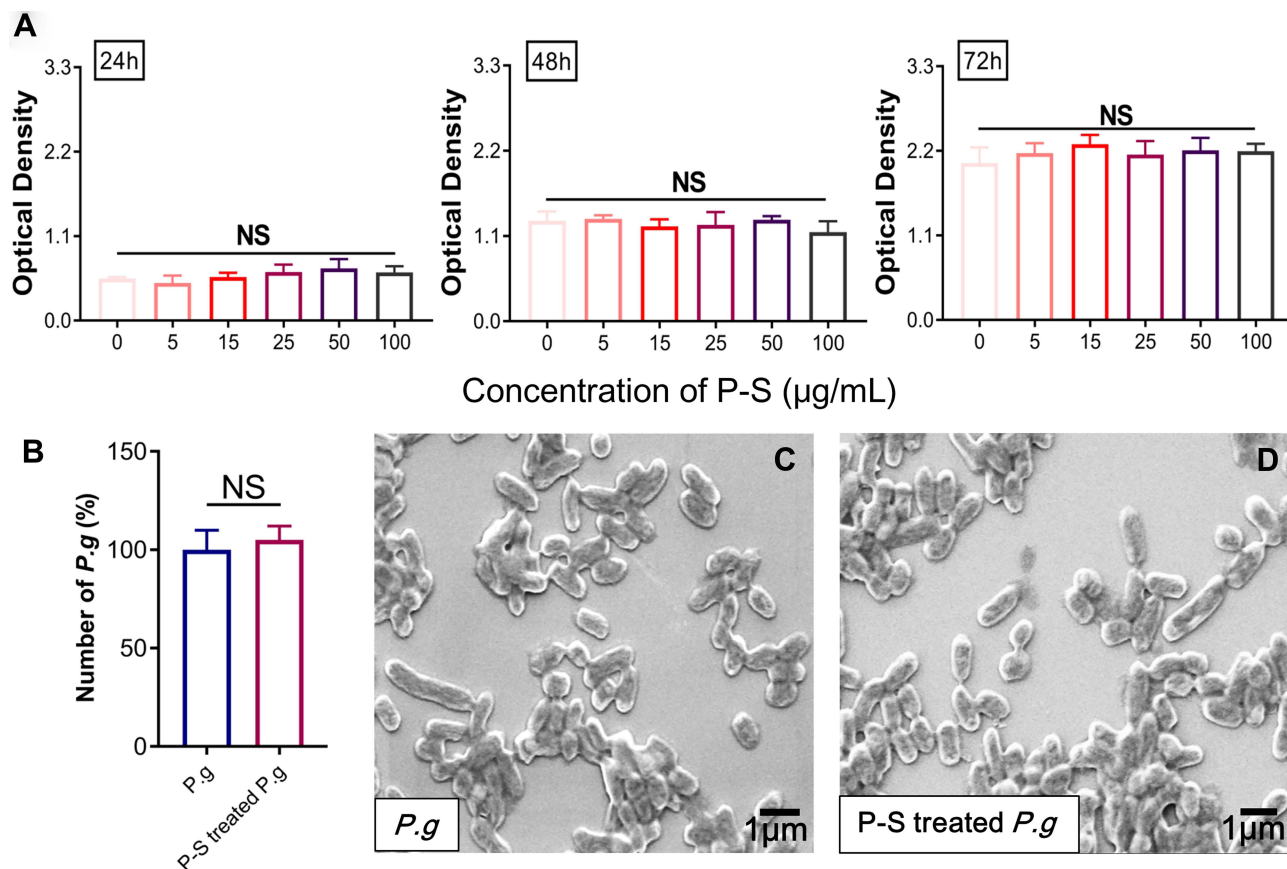 A
24h
48h
72h
Optical Density
3.3
2.2
1.1
0.0
NS
0 5 15 25 50 100
Optical Density
3.3
2.2
1.1
0.0
NS
0 5 15 25 50 100
Optical Density
3.3
2.2
1.1
0.0
NS
0 5 15 25 50 100
Concentration of P-S (µg/mL)
B
Number of P.g (%)
150
100
50
0
NS
P.g
P-S treated P.g
C
P.g
1µm
D
P-S treated P.g
1µm